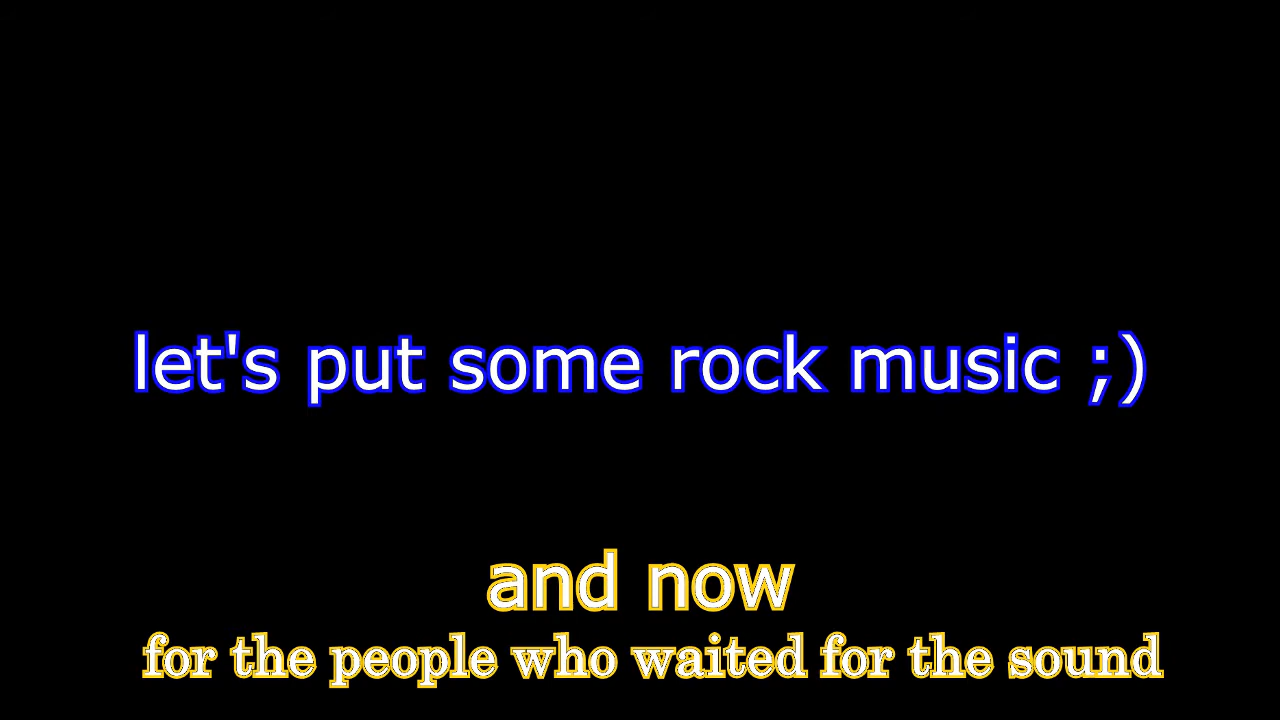 let's put some rock music ;)
and now
for the people who waited for the sound